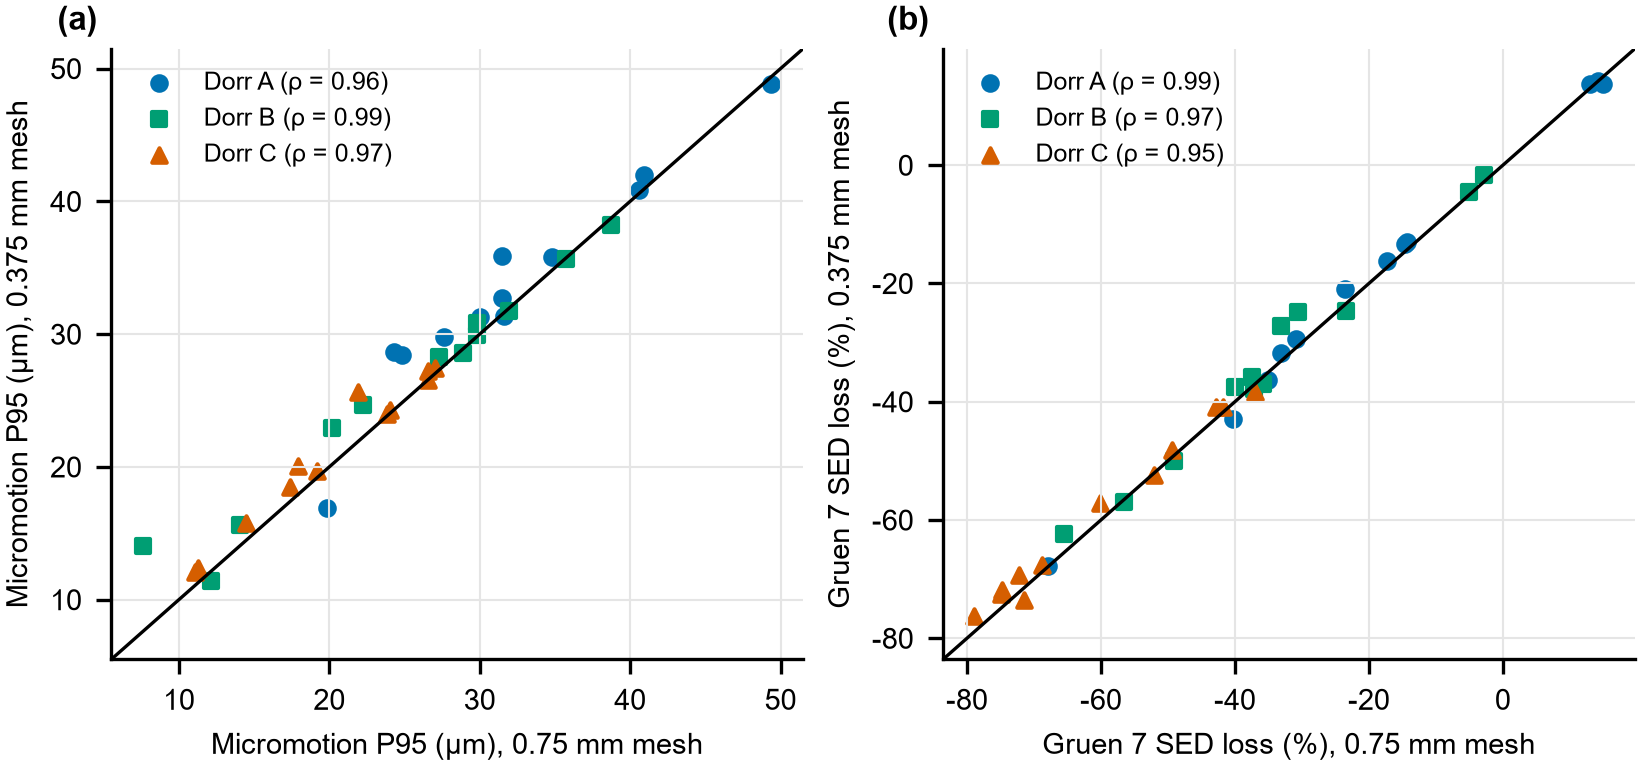 (a)
Micromotion P95 (μm), 0.375 mm mesh
50
40
30
20
10
Dorr A (ρ = 0.96)
Dorr B (ρ = 0.99)
Dorr C (ρ = 0.97)
10 20 30 40 50
Micromotion P95 (μm), 0.75 mm mesh
(b)
Gruen 7 SED loss (%), 0.375 mm mesh
0
-20
-40
-60
-80
Dorr A (ρ = 0.99)
Dorr B (ρ = 0.97)
Dorr C (ρ = 0.95)
-80 -60 -40 -20 0
Gruen 7 SED loss (%), 0.75 mm mesh